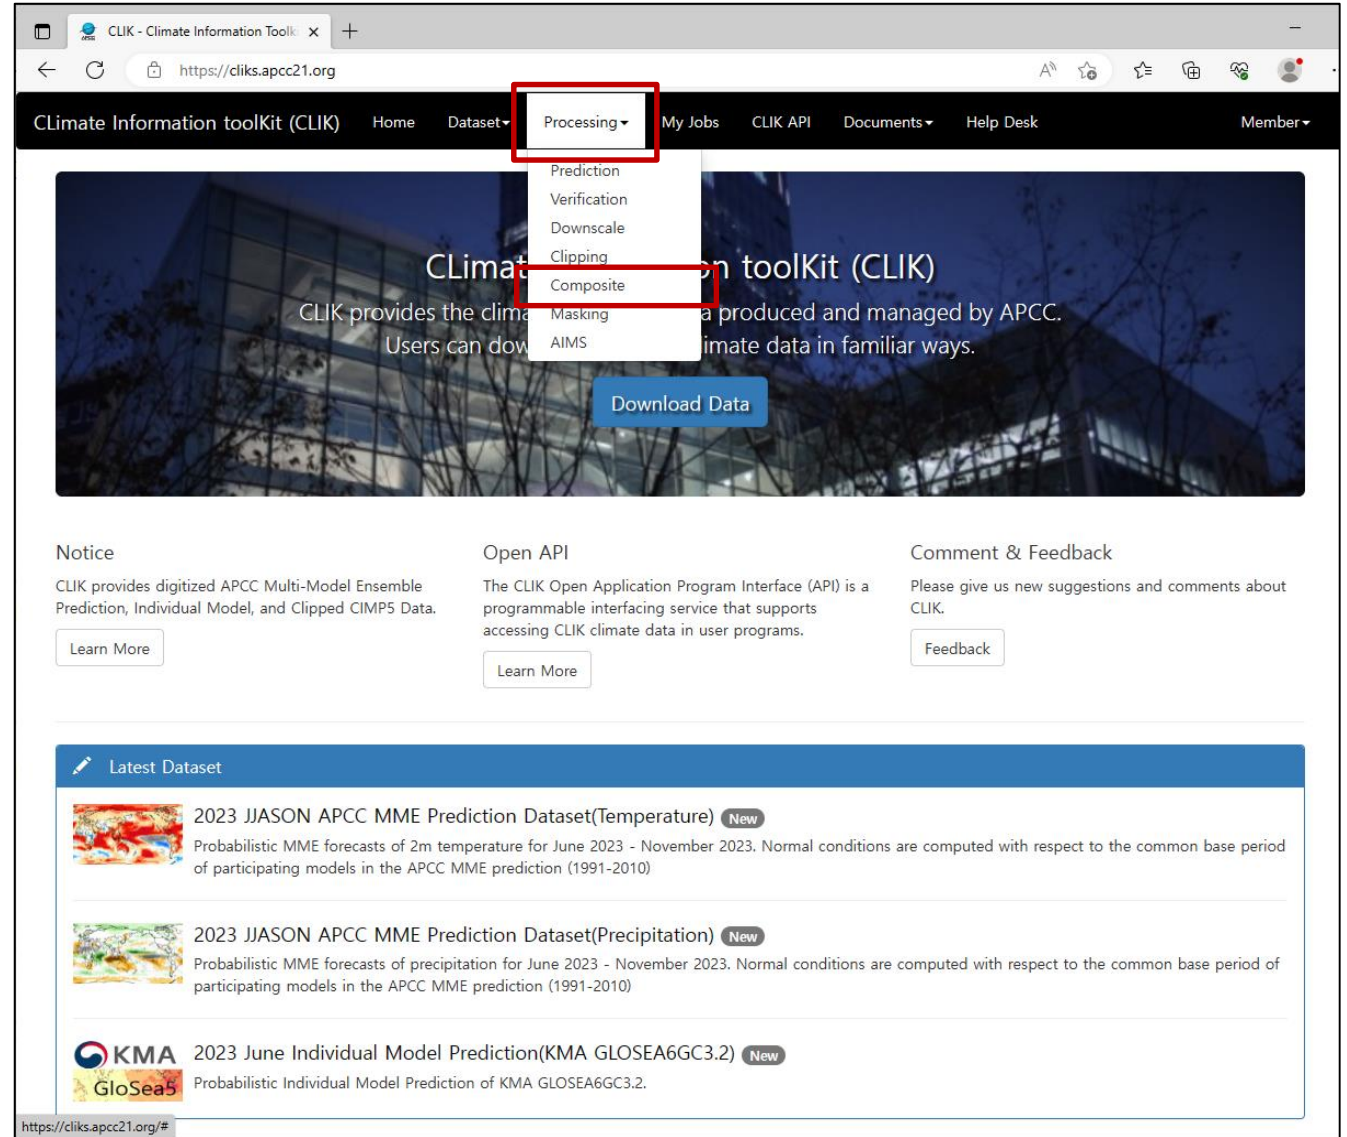 CLIK - Climate Information Toolk
https://cliks.apcc21.org
CLimate Information toolKit (CLIK) Home Dataset Processing My Jobs CLIK API Documents Help Desk Member
Prediction
Verification
Downscale
Clipping
Composite
Masking
AIMS
CLimat on toolKit (CLIK)
CLIK provides the clima a produced and managed by APCC.
Users can dow imate data in familiar ways.
Download Data
Notice
CLIK provides digitized APCC Multi-Model Ensemble
Prediction, Individual Model, and Clipped CIMP5 Data.
Learn More
Open API
The CLIK Open Application Program Interface (API) is a
programmable interfacing service that supports
accessing CLIK climate data in user programs.
Learn More
Comment & Feedback
Please give us new suggestions and comments about
CLIK.
Feedback
Latest Dataset
2023 JJASON APCC MME Prediction Dataset(Temperature) New
Probabilistic MME forecasts of 2m temperature for June 2023 - November 2023. Normal conditions are computed with respect to the common base period
of participating models in the APCC MME prediction (1991-2010)
2023 JJASON APCC MME Prediction Dataset(Precipitation) New
Probabilistic MME forecasts of precipitation for June 2023 - November 2023. Normal conditions are computed with respect to the common base period of
participating models in the APCC MME prediction (1991-2010)
KMA
GloSea5
2023 June Individual Model Prediction(KMA GLOSEA6GC3.2) New
Probabilistic Individual Model Prediction of KMA GLOSEA6GC3.2.
https://cliks.apcc21.org/#